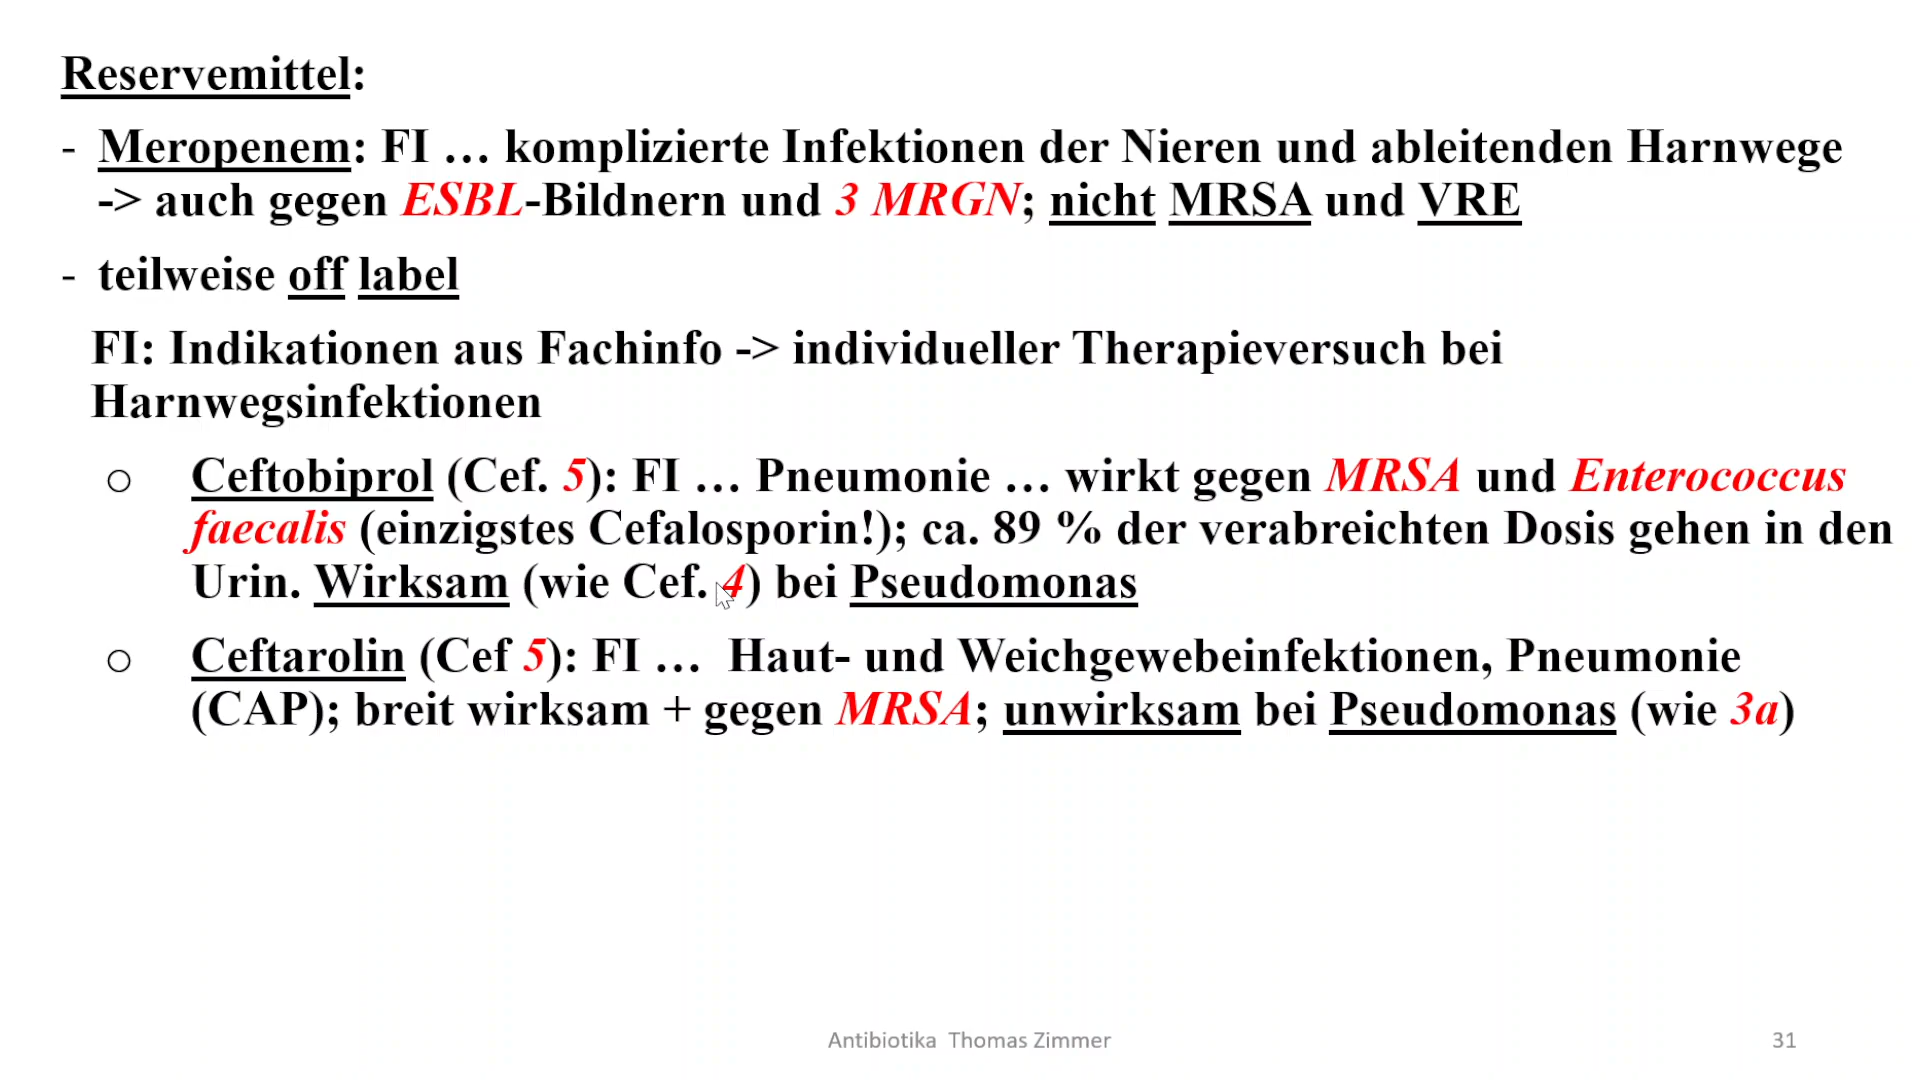 Reservemittel:
- Meropenem: FI … komplizierte Infektionen der Nieren und ableitenden Harnwege
-> auch gegen ESBL-Bildnern und 3 MRGN; nicht MRSA und VRE
- teilweise off label
FI: Indikationen aus Fachinfo -> individueller Therapieversuch bei
Harnwegsinfektionen
o Ceftobiprol (Cef. 5): FI … Pneumonie … wirkt gegen MRSA und Enterococcus
faecalis (einzigstes Cefalosporin!); ca. 89 % der verabreichten Dosis gehen in den
Urin. Wirksam (wie Cef. 4) bei Pseudomonas
o Ceftarolin (Cef 5): FI … Haut- und Weichgewebeinfektionen, Pneumonie
(CAP); breit wirksam + gegen MRSA; unwirksam bei Pseudomonas (wie 3a)
Antibiotika Thomas Zimmer
31